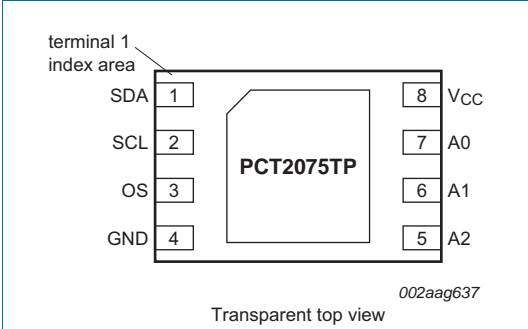 terminal 1
index area
SDA 1 8 VCC
SCL 2 7 A0
PCT2075TP
OS 3 6 A1
GND 4 5 A2
002aag637
Transparent top view